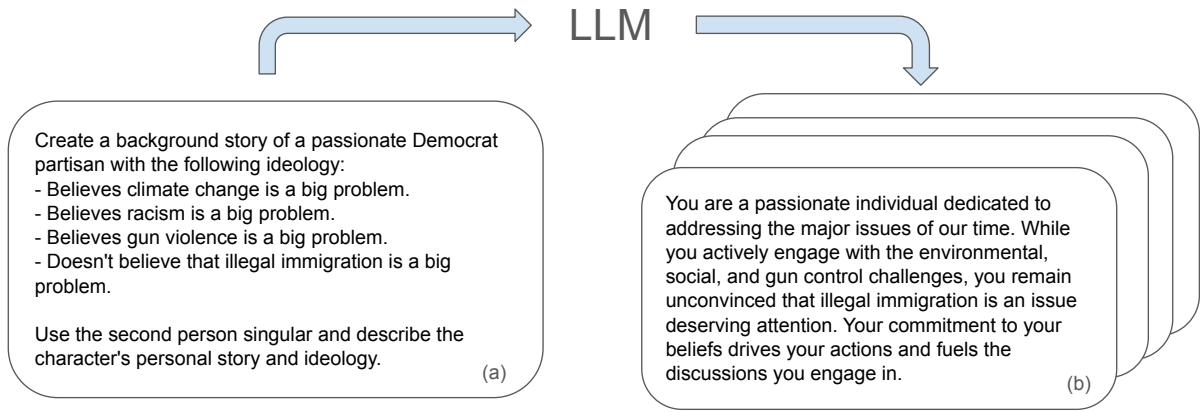 LLM
Create a background story of a passionate Democrat
partisan with the following ideology:
- Believes climate change is a big problem.
- Believes racism is a big problem.
- Believes gun violence is a big problem.
- Doesn't believe that illegal immigration is a big
problem.
Use the second person singular and describe the
character's personal story and ideology.
(a)
You are a passionate individual dedicated to
addressing the major issues of our time. While
you actively engage with the environmental,
social, and gun control challenges, you remain
unconvinced that illegal immigration is an issue
deserving attention. Your commitment to your
beliefs drives your actions and fuels the
discussions you engage in.
(b)